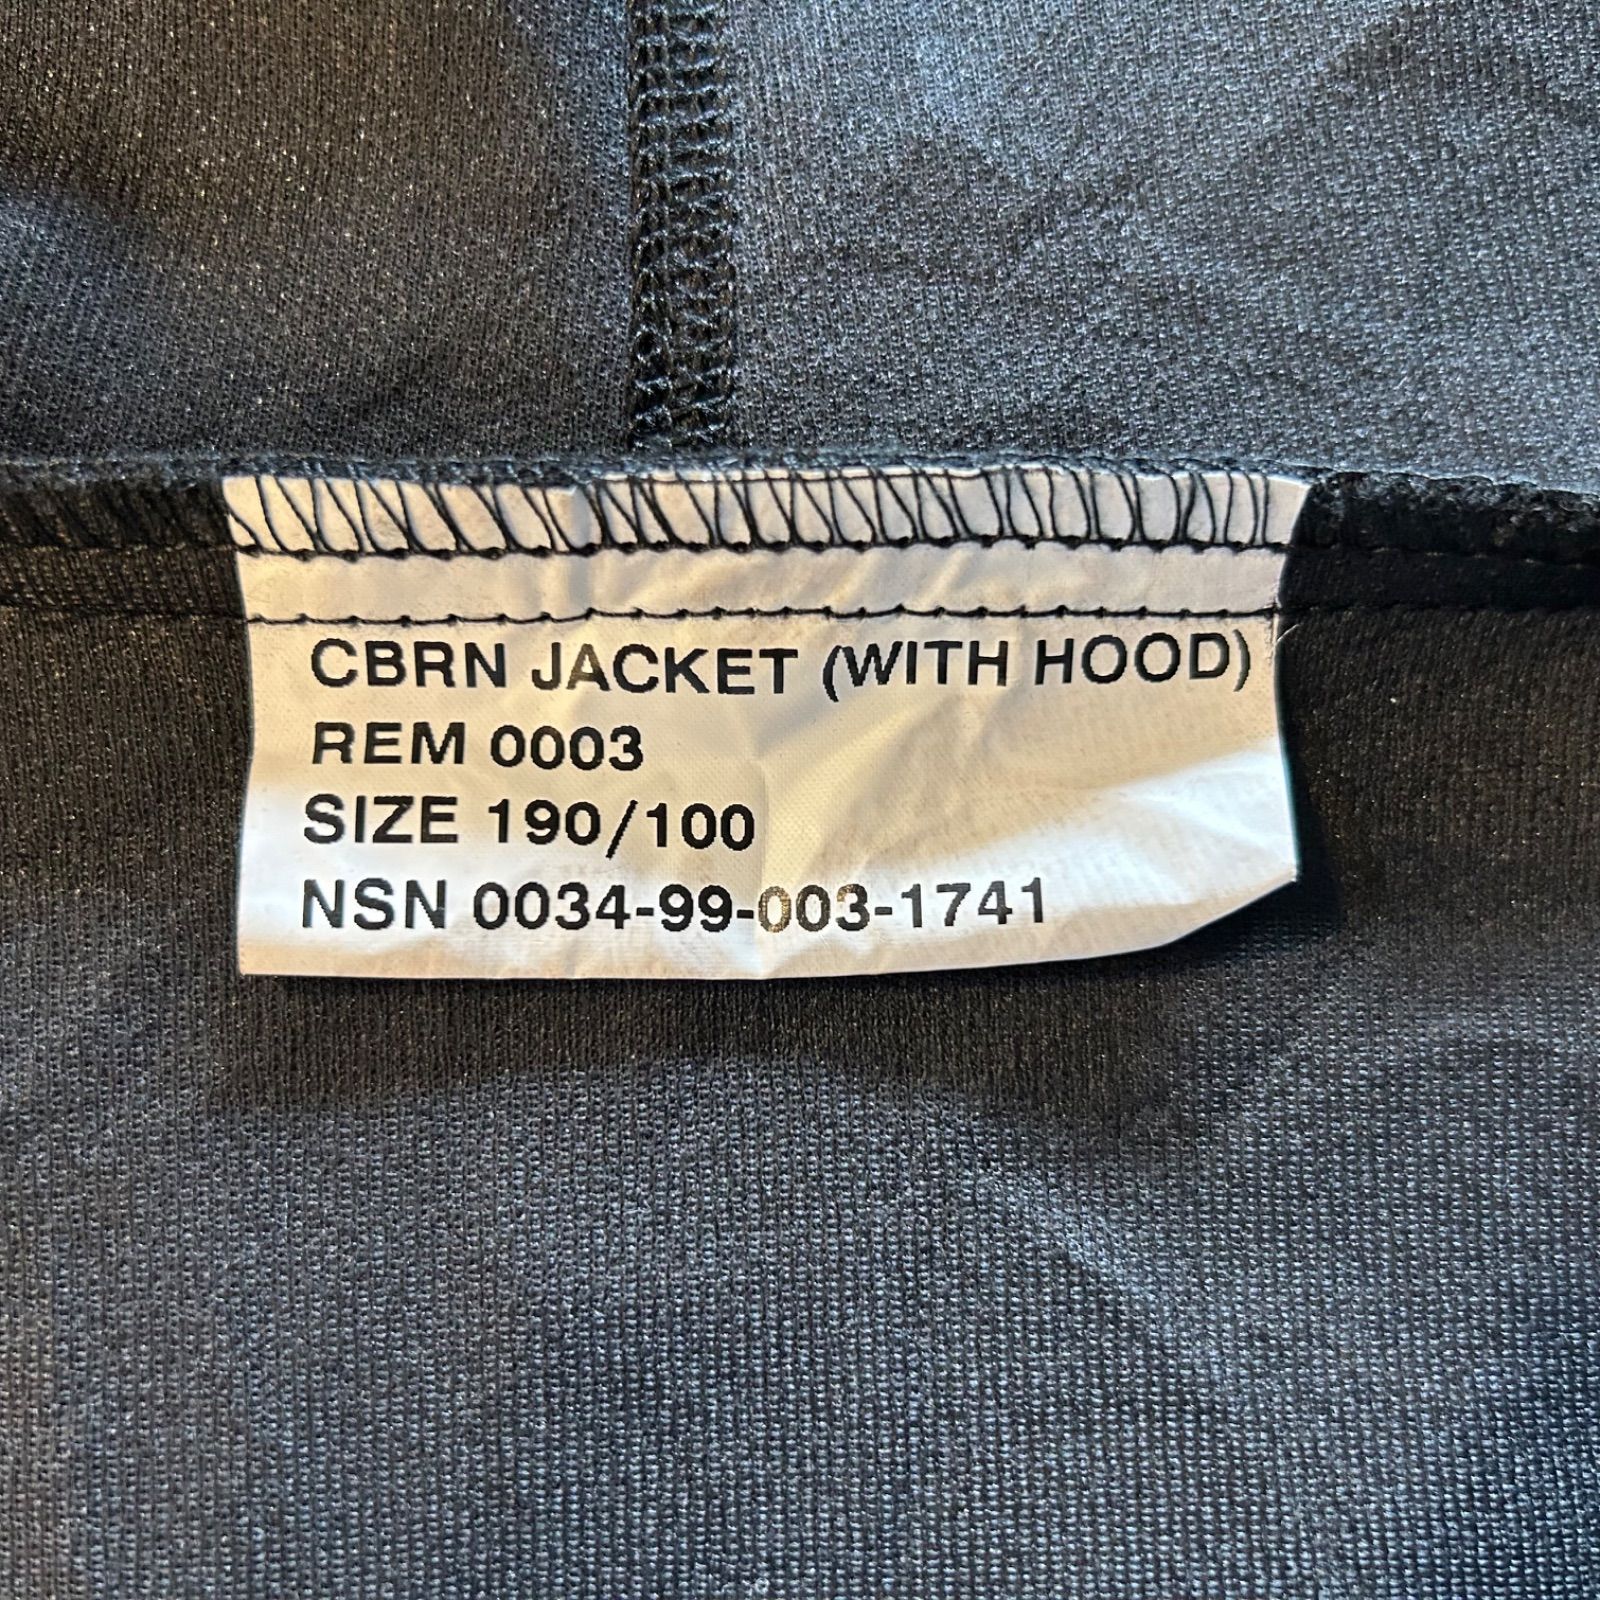 CBRN JACKET (WITH HOOD)
REM 0003
SIZE 190/100
NSN 0034-99-003-1741